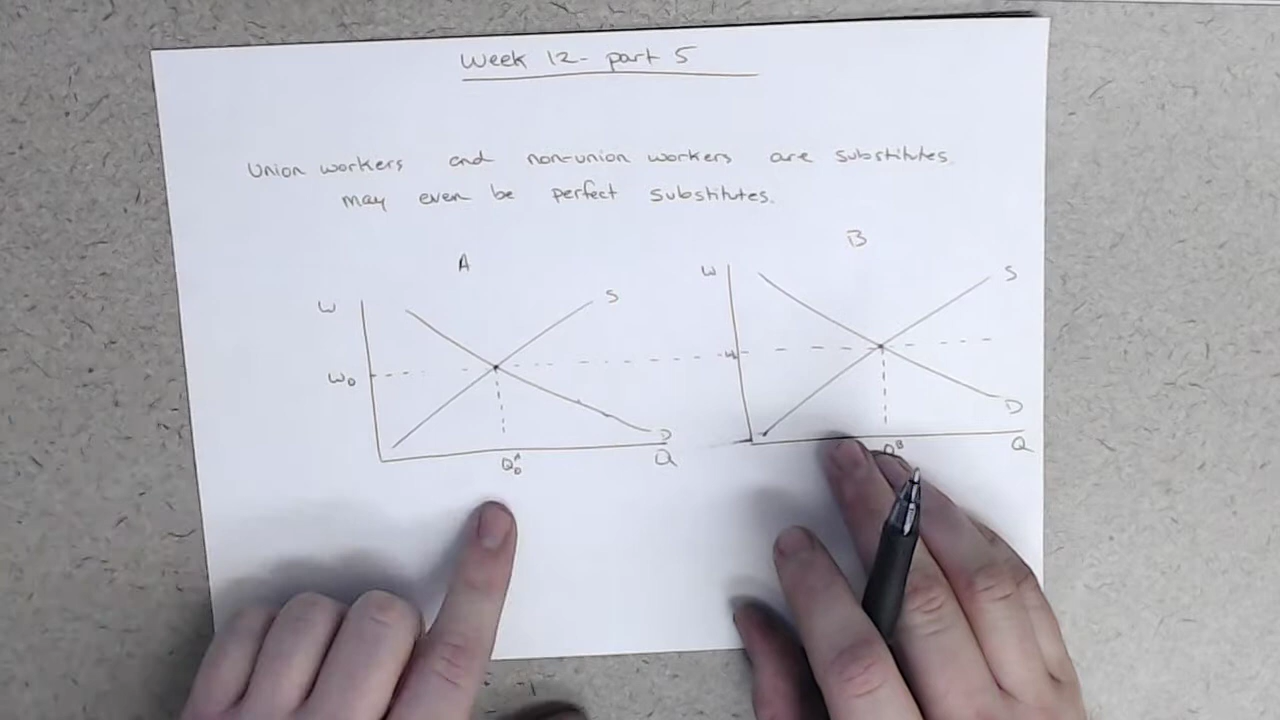 Week 12 - part 5
Union workers and non-union workers are substitutes.
may even be perfect substitutes.
A
B
W
S
W₀
D
Q₀ᴬ
Q
W
S
D
Q